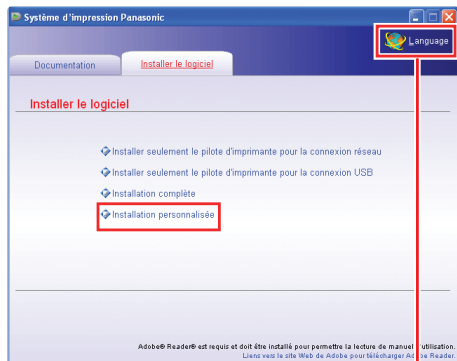 Système d'impression Panasonic
Language
Documentation
Installer le logiciel
Installer le logiciel
Installer seulement le pilote d'imprimante pour la connexion réseau
Installer seulement le pilote d'imprimante pour la connexion USB
Installation complète
Installation personnalisée
Adobe® Reader® est requis et doit être installé pour permettre la lecture de manuel d'utilisation.
Liens vers le site Web de Adobe pour télécharger Adobe Reader.